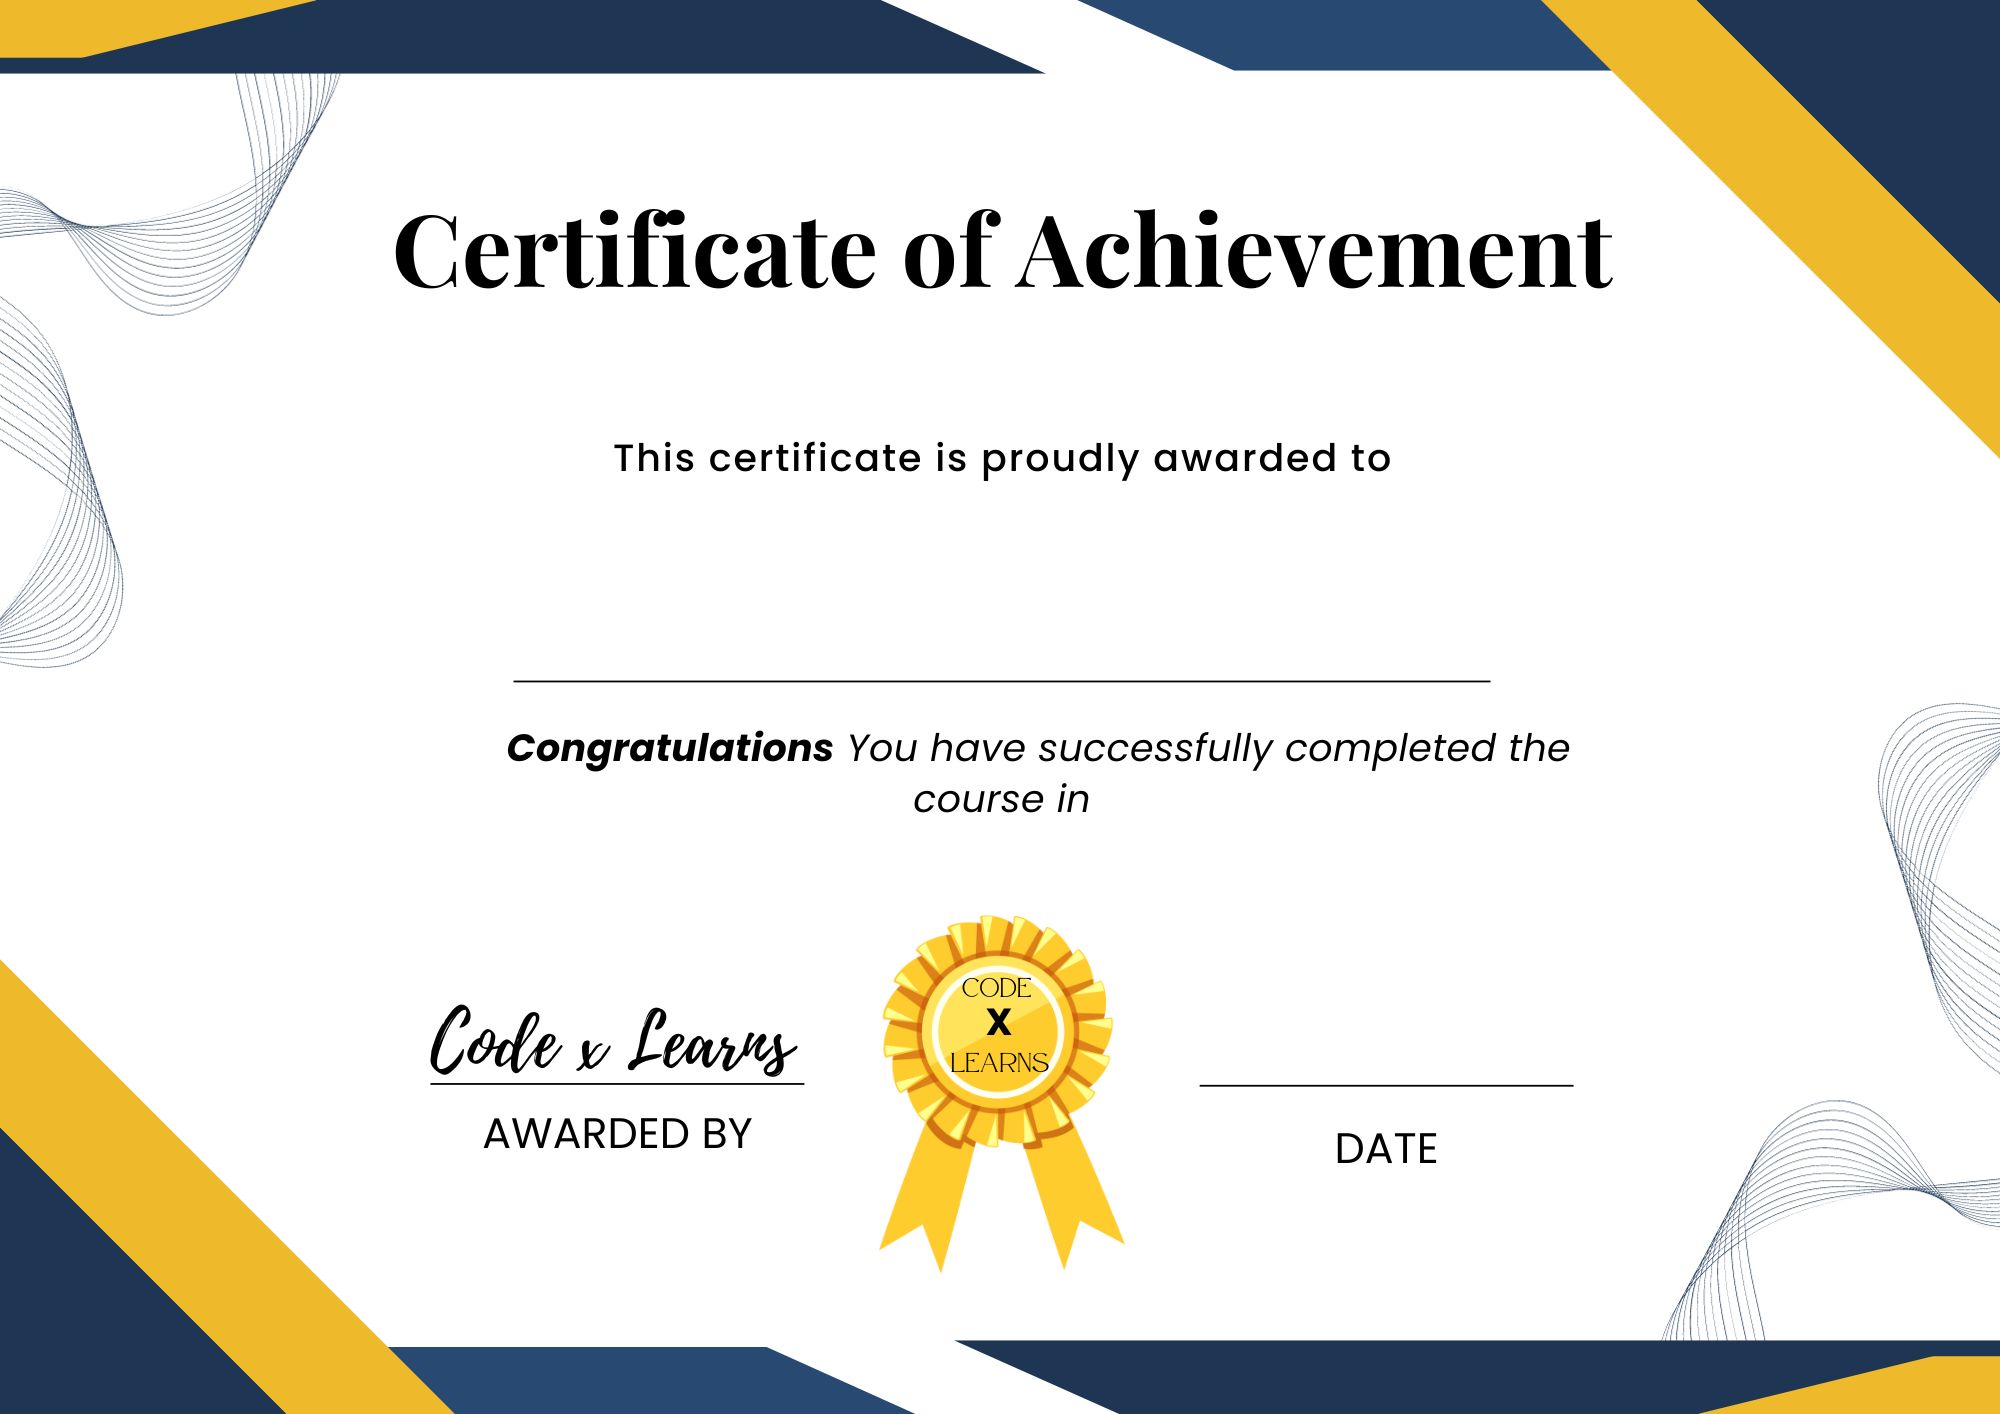 Certificate of Achievement
This certificate is proudly awarded to
Congratulations You have successfully completed the
course in
CODE
X
LEARNS
Code x Learns
AWARDED BY
DATE